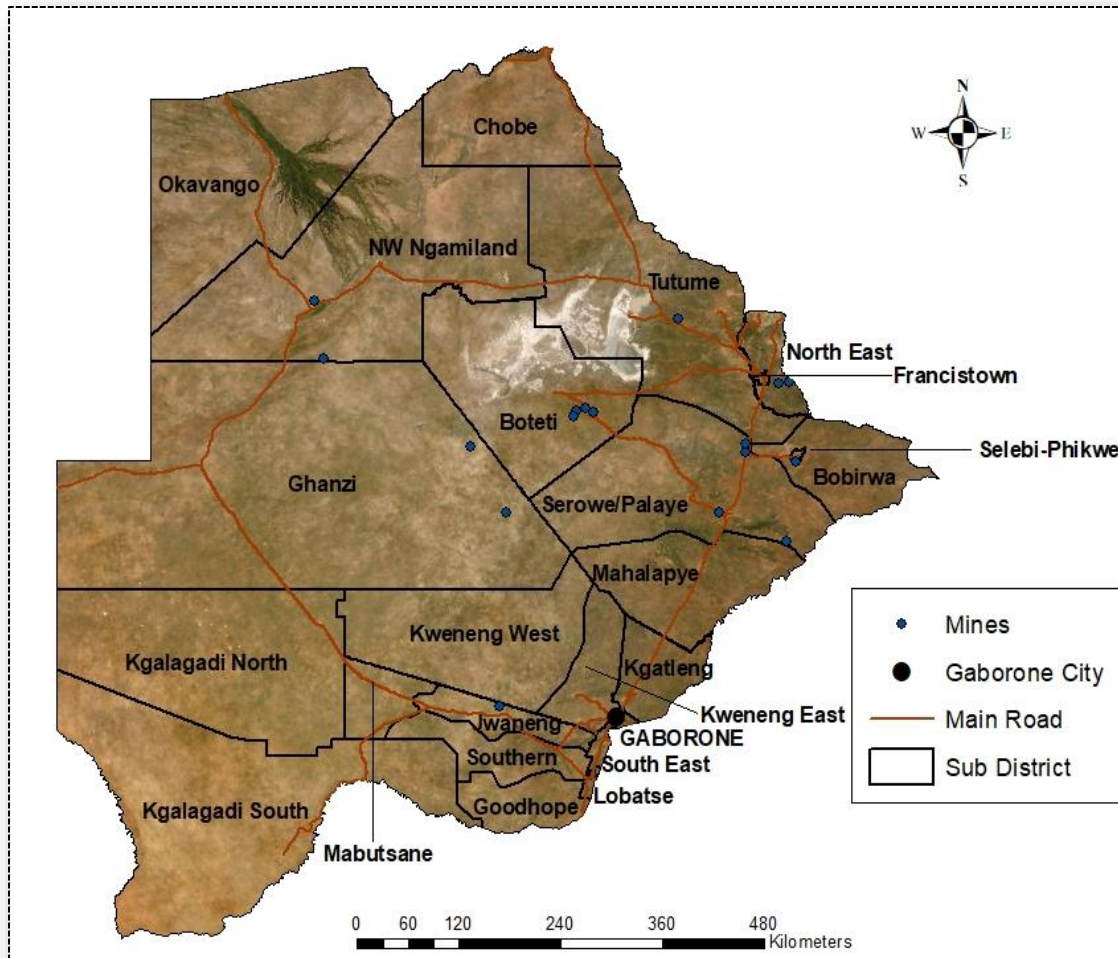 N
W E
S
Chobe
Okavango
NW Ngamiland
Tutume
North East
Francistown
Boteti
Selebi-Phikwe
Bobirwa
Ghanzi
Serowe/Palaye
Mahalapye
Kweneng West
Kgalagadi North
Kgatleng
Kweneng East
Jwaneng
GABORONE
Southern
South East
Lobatse
Goodhope
Kgalagadi South
Mabutsane
Mines
Gaborone City
Main Road
Sub District
0 60 120 240 360 480
Kilometers